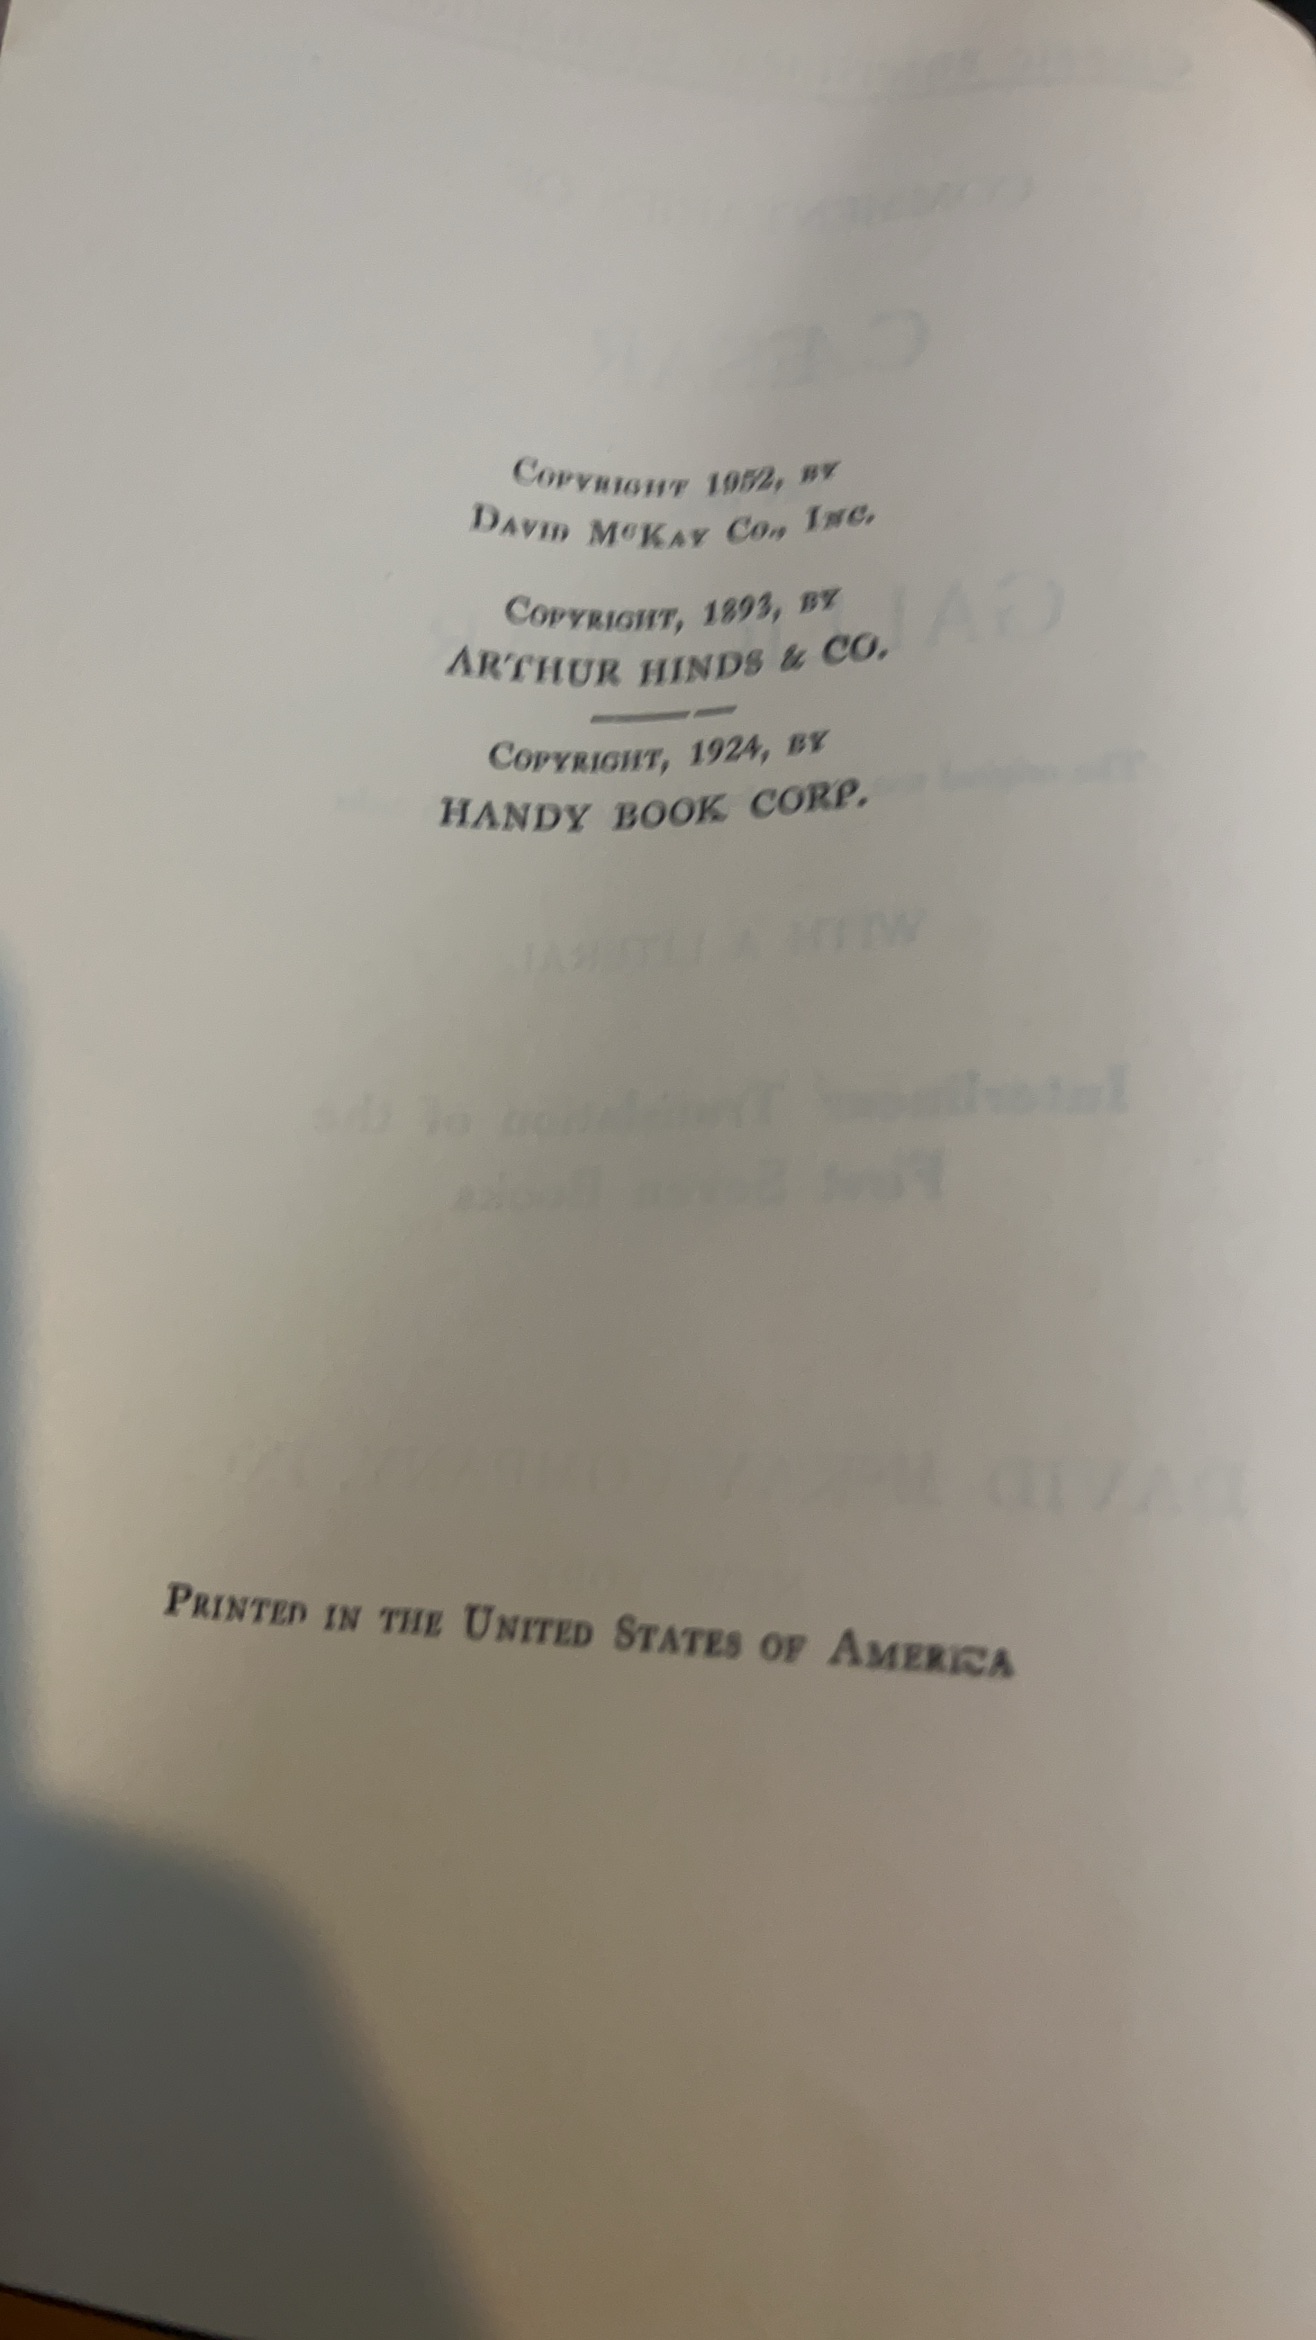 COPYRIGHT 1952, BY
DAVID McKAY CO., INC.
COPYRIGHT, 1893, BY
ARTHUR HINDS & CO.
COPYRIGHT, 1924, BY
HANDY BOOK CORP.
PRINTED IN THE UNITED STATES OF AMERICA